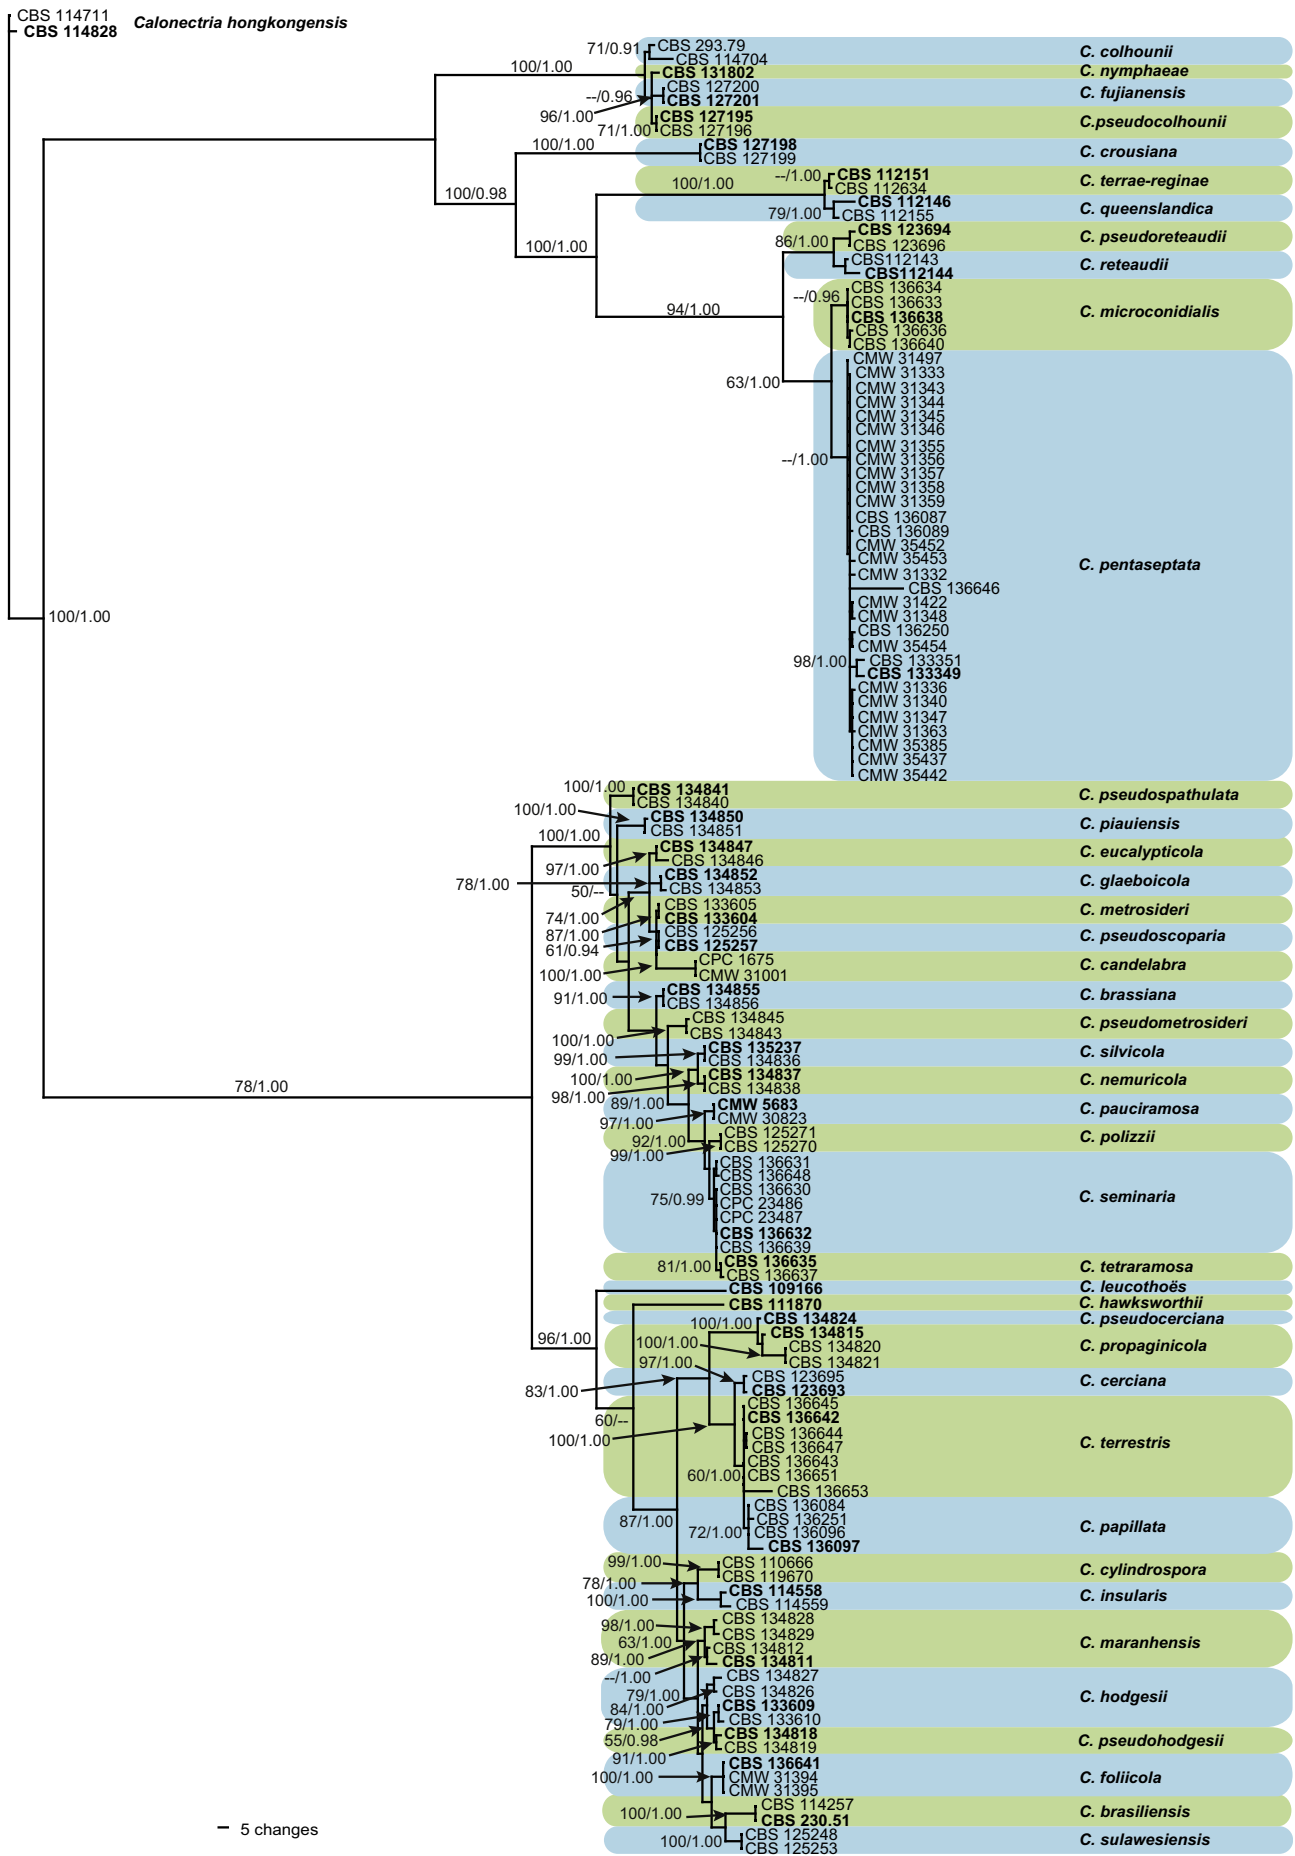 CBS 114711
CBS 114828
Calonectria hongkongensis
71/0.91
CBS 293.79
CBS 114704
C. colhounii
100/1.00
CBS 131802
C. nymphaeae
--/0.96
CBS 127200
CBS 127201
C. fujianensis
96/1.00
CBS 127195
71/1.00
CBS 127196
C.pseudocolhounii
100/1.00
CBS 127198
CBS 127199
C. crousiana
100/0.98
100/1.00
--/1.00
CBS 112151
CBS 112634
C. terrae-reginae
CBS 112146
79/1.00
CBS 112155
C. queenslandica
100/1.00
86/1.00
CBS 123694
CBS 123696
C. pseudoreteaudii
CBS112143
CBS112144
C. reteaudii
94/1.00
--/0.96
CBS 136634
CBS 136633
CBS 136638
CBS 136636
CBS 136640
C. microconidialis
63/1.00
CMW 31497
CMW 31333
CMW 31343
CMW 31344
CMW 31345
CMW 31346
CMW 31355
--/1.00
CMW 31356
CMW 31357
CMW 31358
CMW 31359
CBS 136087
CBS 136089
CMW 35452
CMW 35453
CMW 31332
C. pentaseptata
CBS 136646
CMW 31422
CMW 31348
CBS 136250
CMW 35454
98/1.00
CBS 133351
CBS 133349
CMW 31336
CMW 31340
CMW 31347
CMW 31363
CMW 35385
CMW 35437
CMW 35442
100/1.00
100/1.00
CBS 134841
CBS 134840
C. pseudospathulata
100/1.00
CBS 134850
CBS 134851
C. piauiensis
100/1.00
CBS 134847
97/1.00
CBS 134846
C. eucalypticola
78/1.00
CBS 134852
50/--
CBS 134853
C. glaeboicola
74/1.00
CBS 133605
CBS 133604
C. metrosideri
87/1.00
CBS 125256
61/0.94
CBS 125257
C. pseudoscoparia
100/1.00
CPC 1675
CMW 31001
C. candelabra
91/1.00
CBS 134855
CBS 134856
C. brassiana
100/1.00
CBS 134845
CBS 134843
C. pseudometrosideri
99/1.00
CBS 135237
CBS 134836
C. silvicola
78/1.00
100/1.00
CBS 134837
98/1.00
CBS 134838
C. nemuricola
89/1.00
97/1.00
CMW 5683
CMW 30823
C. pauciramosa
92/1.00
99/1.00
CBS 125271
CBS 125270
C. polizzii
75/0.99
CBS 136631
CBS 136648
CBS 136630
CPC 23486
CPC 23487
CBS 136632
CBS 136639
C. seminaria
81/1.00
CBS 136635
CBS 136637
C. tetraramosa
CBS 109166
C. leucothoës
CBS 111870
C. hawksworthii
96/1.00
100/1.00
CBS 134824
C. pseudocerciana
100/1.00
CBS 134815
CBS 134820
CBS 134821
C. propaginicola
97/1.00
83/1.00
CBS 123695
CBS 123693
C. cerciana
60/--
100/1.00
CBS 136645
CBS 136642
CBS 136644
CBS 136647
CBS 136643
60/1.00
CBS 136651
CBS 136653
C. terrestris
87/1.00
72/1.00
CBS 136084
CBS 136251
CBS 136096
CBS 136097
C. papillata
99/1.00
CBS 110666
CBS 119670
C. cylindrospora
78/1.00
100/1.00
CBS 114558
CBS 114559
C. insularis
98/1.00
63/1.00
89/1.00
--/1.00
CBS 134828
CBS 134829
CBS 134812
CBS 134811
C. maranhensis
79/1.00
84/1.00
79/1.00
CBS 134827
CBS 134826
CBS 133609
CBS 133610
C. hodgesii
55/0.98
91/1.00
CBS 134818
CBS 134819
C. pseudohodgesii
100/1.00
CBS 136641
CMW 31394
CMW 31395
C. foliicola
100/1.00
CBS 114257
CBS 230.51
C. brasiliensis
100/1.00
CBS 125248
CBS 125253
C. sulawesiensis
5 changes